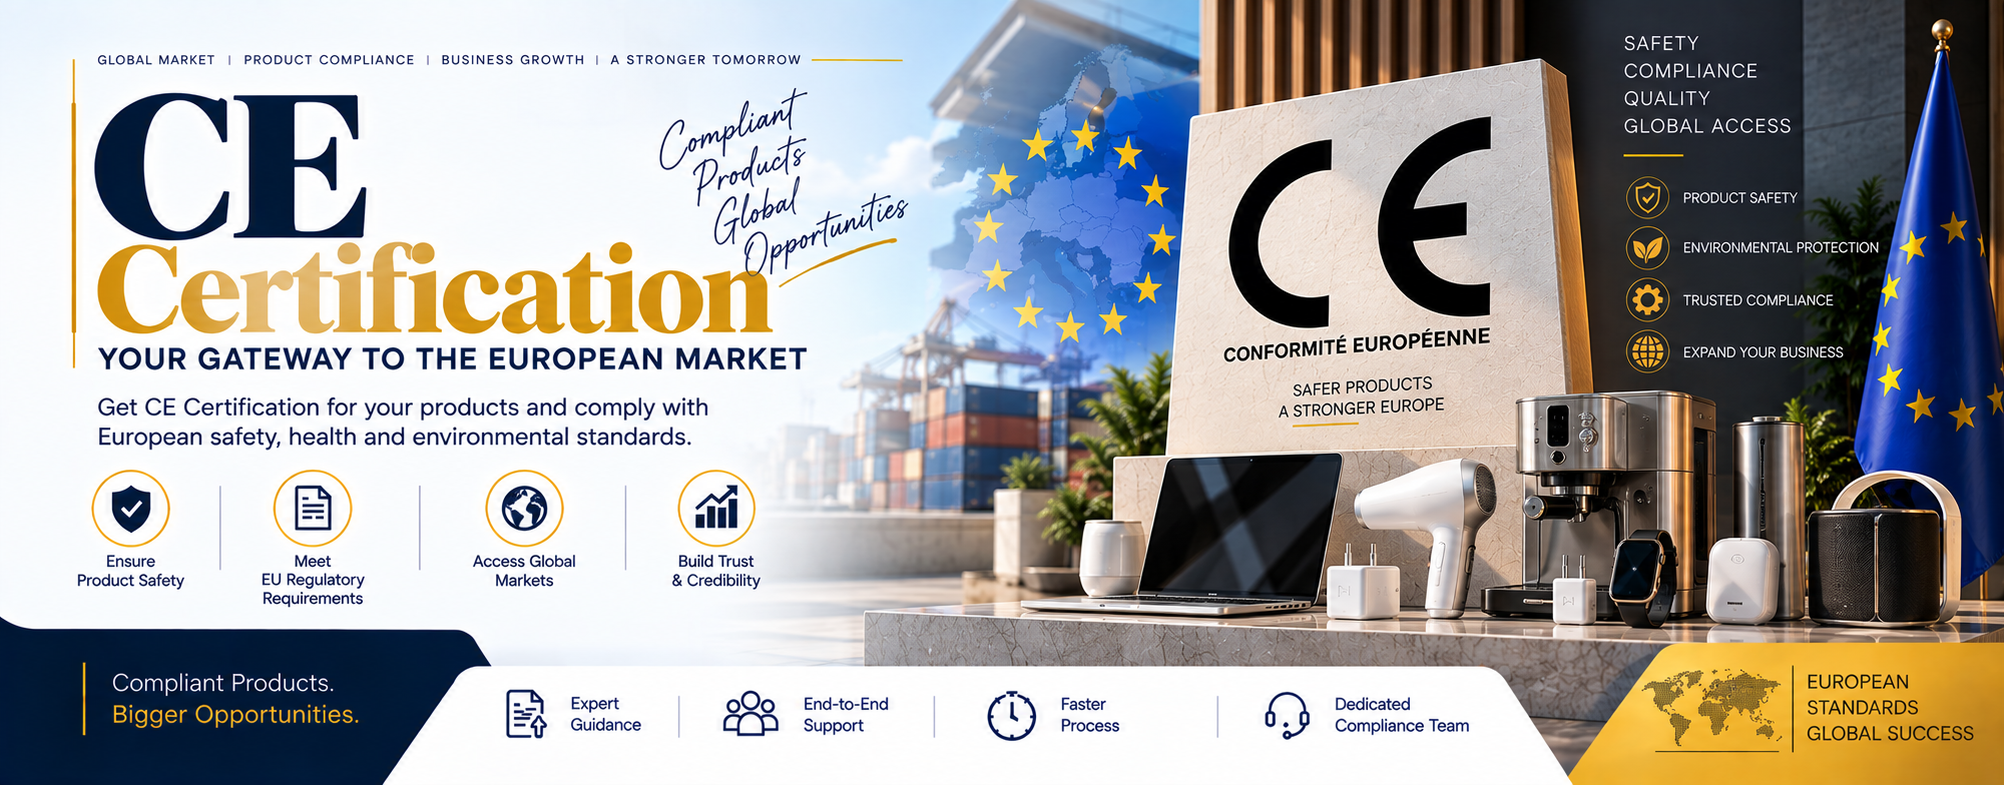 GLOBAL MARKET | PRODUCT COMPLIANCE | BUSINESS GROWTH | A STRONGER TOMORROW
CE
Certification
YOUR GATEWAY TO THE EUROPEAN MARKET
Compliant
Products
Global
Opportunities
Get CE Certification for your products and comply with
European safety, health and environmental standards.
Ensure
Product Safety
Meet
EU Regulatory
Requirements
Access Global
Markets
Build Trust
& Credibility
CE
CONFORMITÉ EUROPÉENNE
SAFER PRODUCTS
A STRONGER EUROPE
SAFETY
COMPLIANCE
QUALITY
GLOBAL ACCESS
PRODUCT SAFETY
ENVIRONMENTAL PROTECTION
TRUSTED COMPLIANCE
EXPAND YOUR BUSINESS
Compliant Products.
Bigger Opportunities.
Expert
Guidance
End-to-End
Support
Faster
Process
Dedicated
Compliance Team
EUROPEAN
STANDARDS
GLOBAL SUCCESS